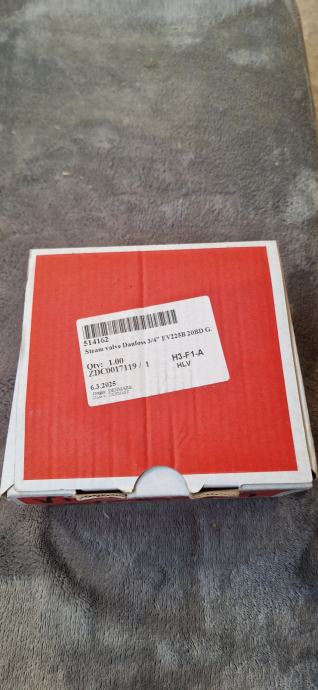 514162
Steam valve Danfoss 3/4" EV225B 20BD G.
Qty: 1.00
ZDC0017119 / 1
H3-F1-A
HLV
6.3.2025
DENMARK